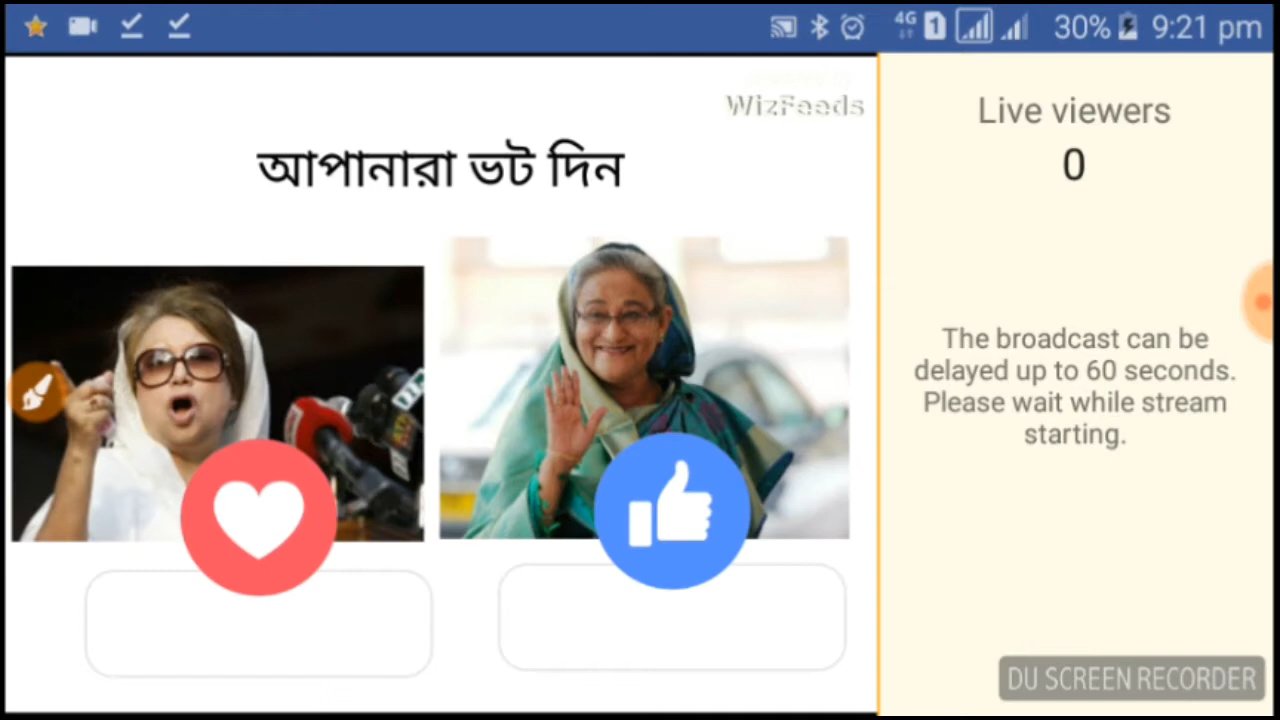 4G 1 30% 9:21 pm
WizFeeds
আপানারা ভট দিন
Live viewers
0
The broadcast can be
delayed up to 60 seconds.
Please wait while stream
starting.
DU SCREEN RECORDER